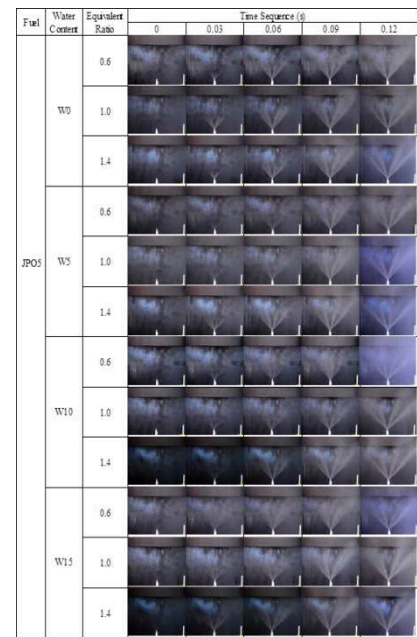 Fuel
Water Content
Equivalent Ratio
Time Sequence (s)
0 0.03 0.06 0.09 0.12
JPO5
W0
0.6
1.0
1.4
W5
0.6
1.0
1.4
W10
0.6
1.0
1.4
W15
0.6
1.0
1.4